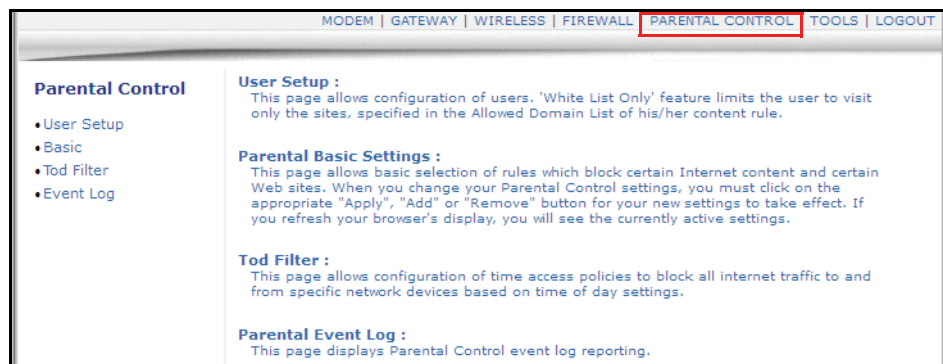 MODEM | GATEWAY | WIRELESS | FIREWALL | PARENTAL CONTROL | TOOLS | LOGOUT
Parental Control
•User Setup
•Basic
•Tod Filter
•Event Log
User Setup :
This page allows configuration of users. 'White List Only' feature limits the user to visit
only the sites, specified in the Allowed Domain List of his/her content rule.
Parental Basic Settings :
This page allows basic selection of rules which block certain Internet content and certain
Web sites. When you change your Parental Control settings, you must click on the
appropriate "Apply", "Add" or "Remove" button for your new settings to take effect. If
you refresh your browser's display, you will see the currently active settings.
Tod Filter :
This page allows configuration of time access policies to block all internet traffic to and
from specific network devices based on time of day settings.
Parental Event Log :
This page displays Parental Control event log reporting.